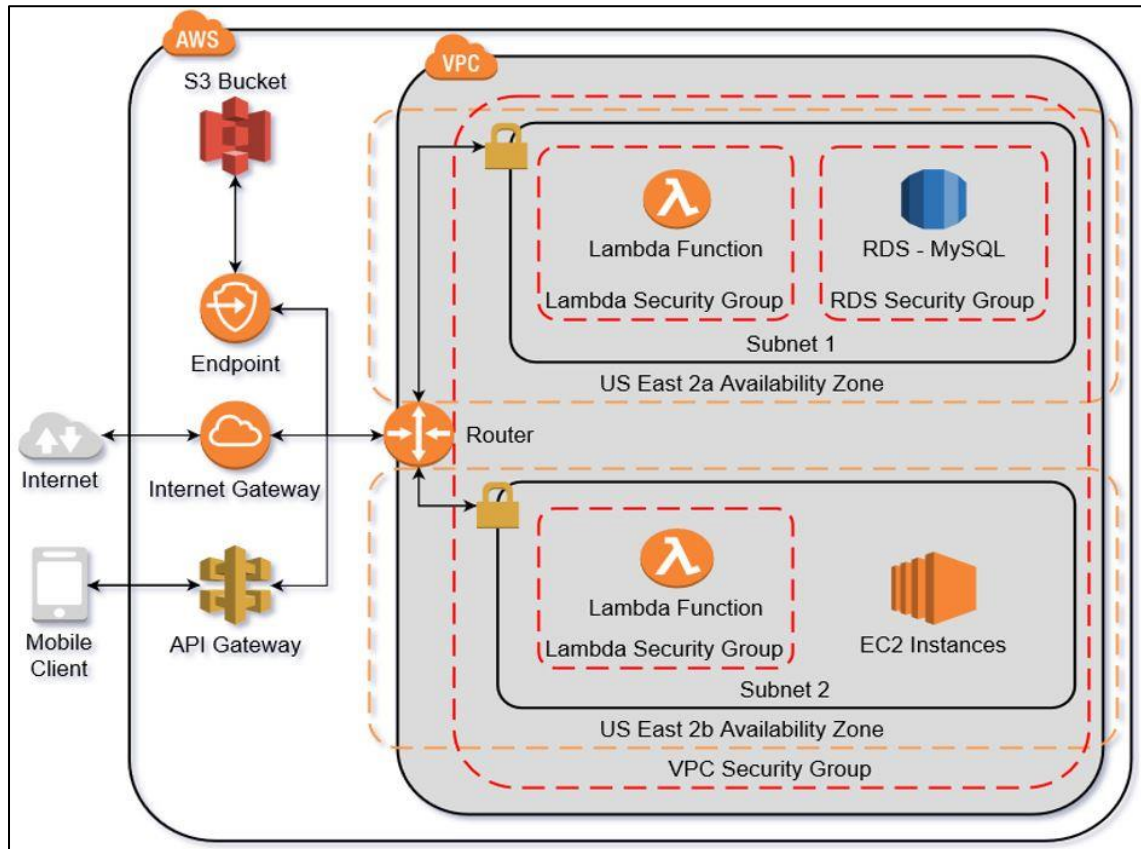 AWS
S3 Bucket
Endpoint
Internet
Internet Gateway
Mobile
Client
API Gateway
VPC
Lambda Function
Lambda Security Group
RDS - MySQL
RDS Security Group
Subnet 1
US East 2a Availability Zone
Router
Lambda Function
Lambda Security Group
EC2 Instances
Subnet 2
US East 2b Availability Zone
VPC Security Group